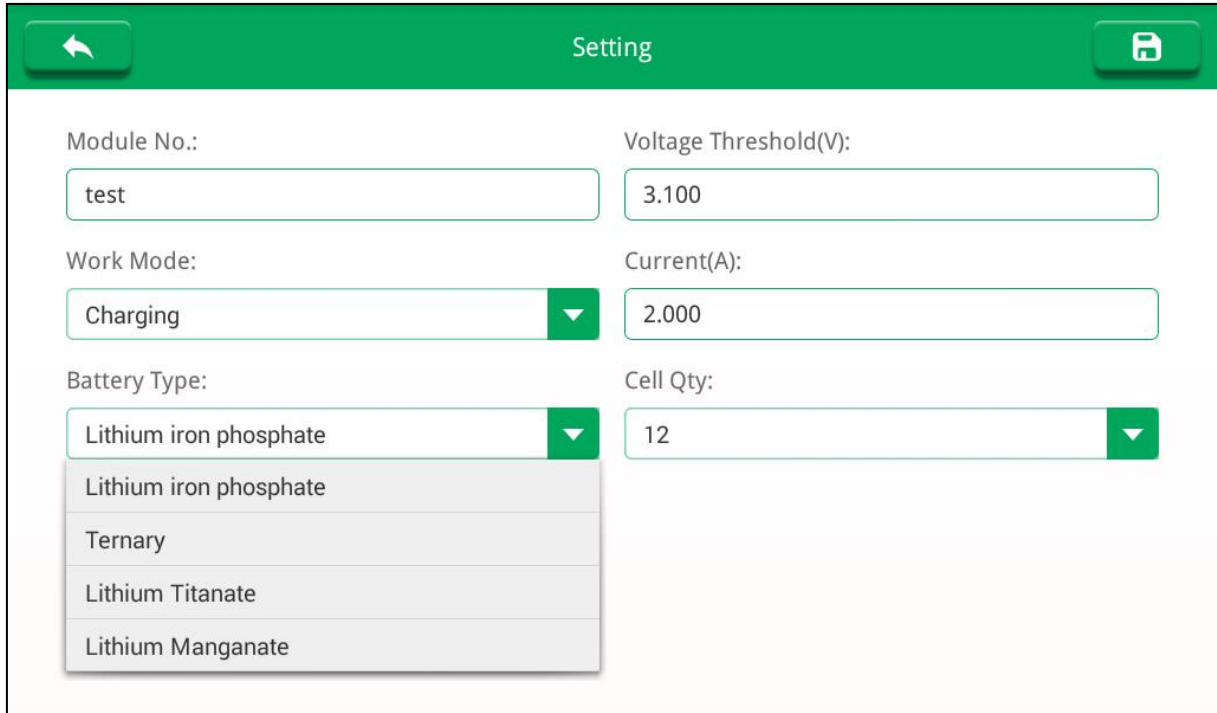 Setting
Module No.:
Voltage Threshold(V):
test
3.100
Work Mode:
Current(A):
Charging
2.000
Battery Type:
Cell Qty:
Lithium iron phosphate
12
Lithium iron phosphate
Ternary
Lithium Titanate
Lithium Manganate